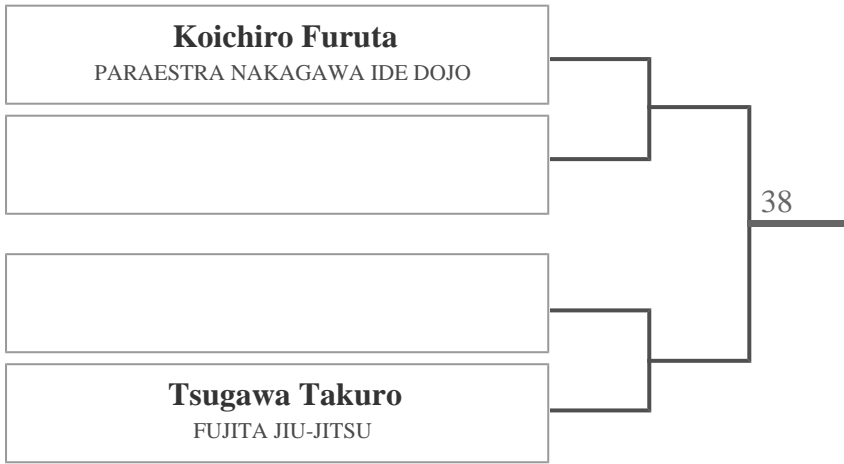 Koichiro Furuta
PARAESTRA NAKAGAWA IDE DOJO
38
Tsugawa Takuro
FUJITA JIU-JITSU